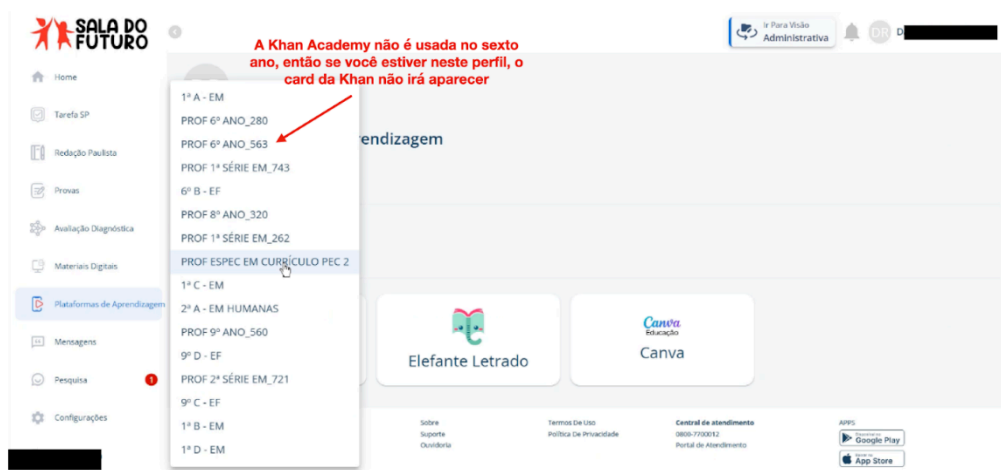 SALA DO
FUTURO
A Khan Academy não é usada no sexto
ano, então se você estiver neste perfil, o
card da Khan não irá aparecer
Ir Para Visão
Administrativa
DR
D
Home
Tarefa SP
Redação Paulista
Provas
Avaliação Diagnóstica
Materiais Digitais
Plataformas de Aprendizagem
Mensagens
Pesquisa
1
Configurações
1ª A - EM
PROF 6º ANO_280
PROF 6º ANO_563
PROF 1ª SÉRIE EM_743
6º B - EF
PROF 8º ANO_320
PROF 1ª SÉRIE EM_262
PROF ESPEC EM CURRÍCULO PEC 2
1ª C - EM
2ª A - EM HUMANAS
PROF 9º ANO_560
9º D - EF
PROF 2ª SÉRIE EM_721
9º C - EF
1ª B - EM
1ª D - EM
endizagem
Elefante Letrado
Canva
Educação
Canva
Sobre
Suporte
Ouvidoria
Termos De Uso
Política De Privacidade
Central de atendimento
0800-7700012
Portal de Atendimento
APPS
Google Play
App Store